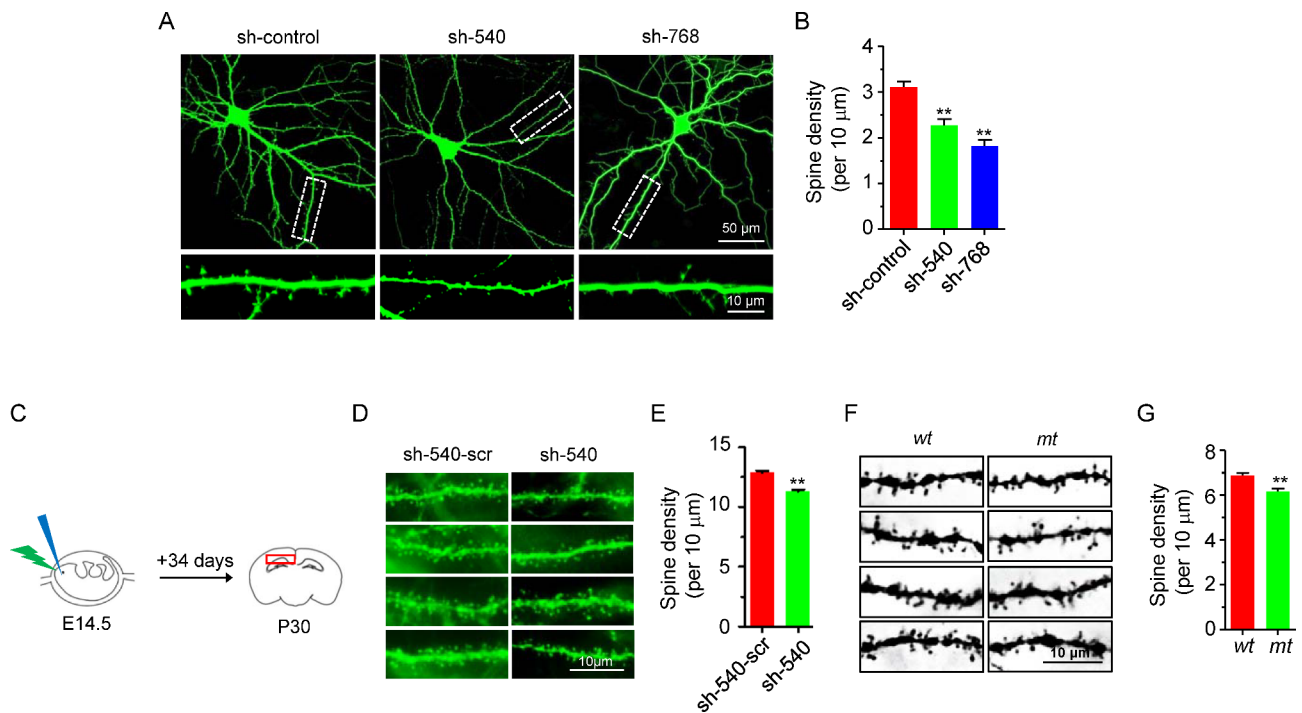 A
sh-control
sh-540
sh-768
50 µm
10 µm
B
Spine density
(per 10 µm)
4
3
2
1
0
**
**
sh-control
sh-540
sh-768
C
E14.5
+34 days
P30
D
sh-540-scr
sh-540
10µm
E
Spine density
(per 10 µm)
15
10
5
0
**
sh-540-scr
sh-540
F
wt
mt
10 µm
G
Spine density
(per 10 µm)
8
6
4
2
0
**
wt
mt